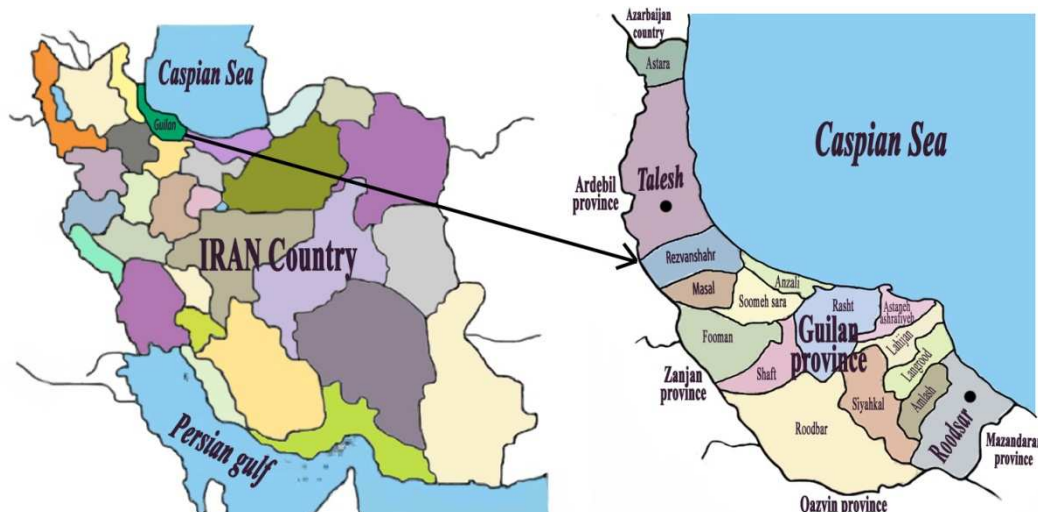 Caspian Sea
Guilan
IRAN Country
Persian gulf
Azarbaijan
country
Astara
Caspian Sea
Talesh
Ardebil
province
Rezvanshahr
Masal
Anzali
Soomeh sara
Rasht
Astaneh
ashrafiyeh
Fooman
Guilan
province
Lahijan
Langrood
Shaft
Zanjan
province
Siyahkal
Amlash
Roodbar
Roodsar
Mazandaran
province
Qazvin province